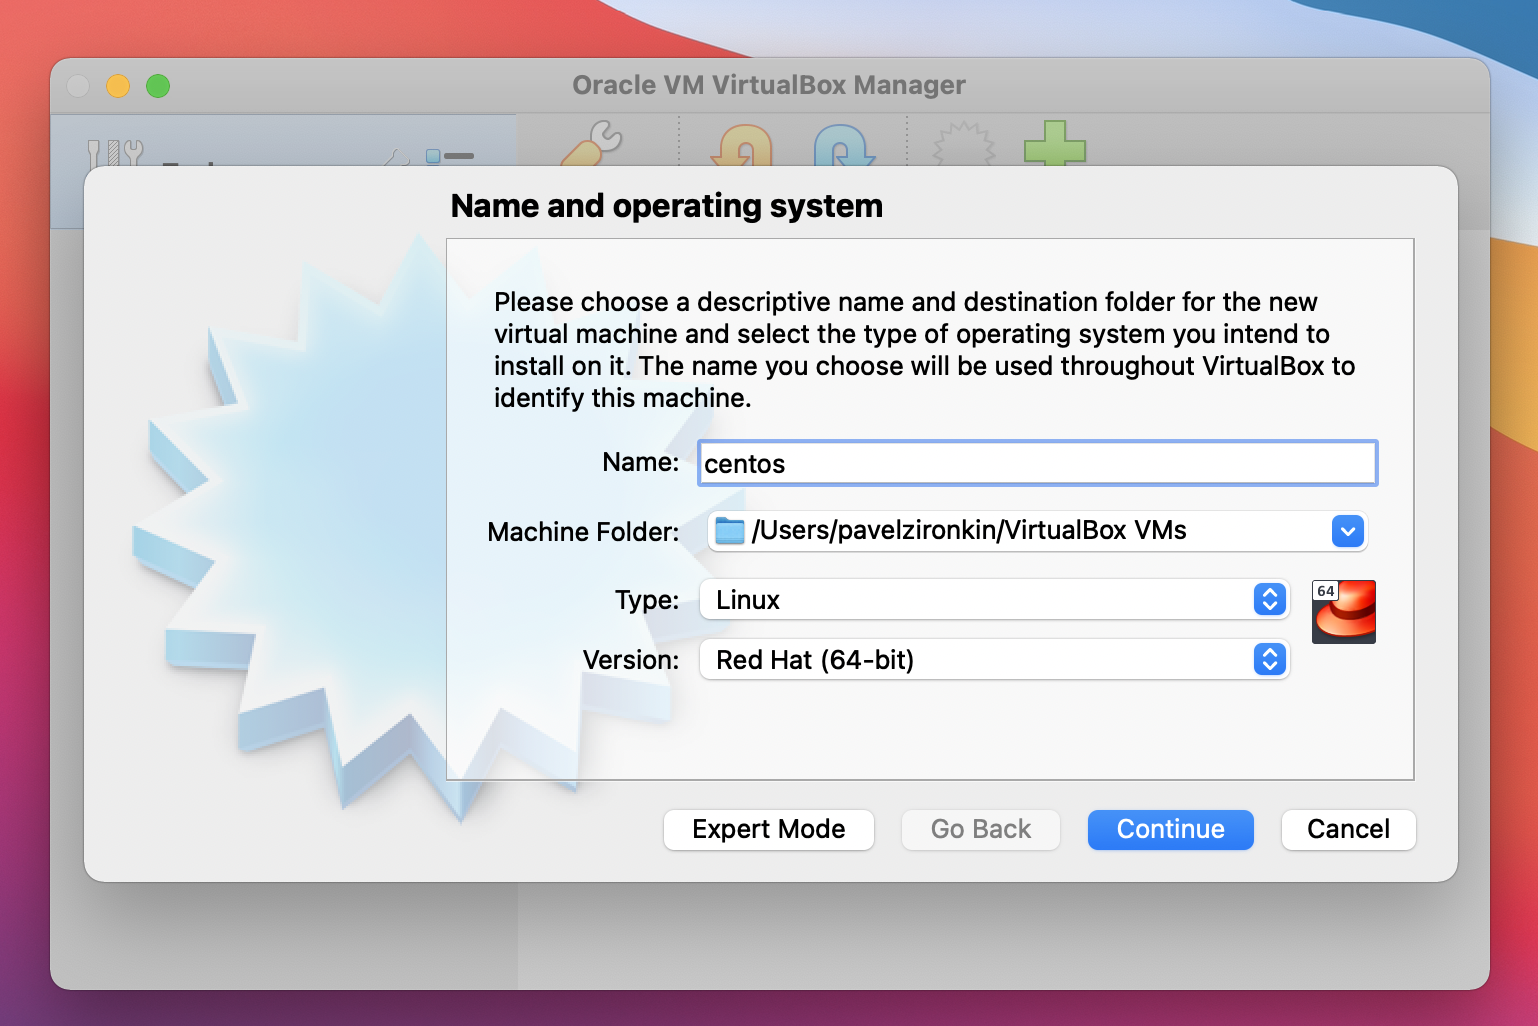 Oracle VM VirtualBox Manager
Name and operating system
Please choose a descriptive name and destination folder for the new
virtual machine and select the type of operating system you intend to
install on it. The name you choose will be used throughout VirtualBox to
identify this machine.
Name: centos
Machine Folder: /Users/pavelzironkin/VirtualBox VMs
Type: Linux
64
Version: Red Hat (64-bit)
Expert Mode Go Back Continue Cancel